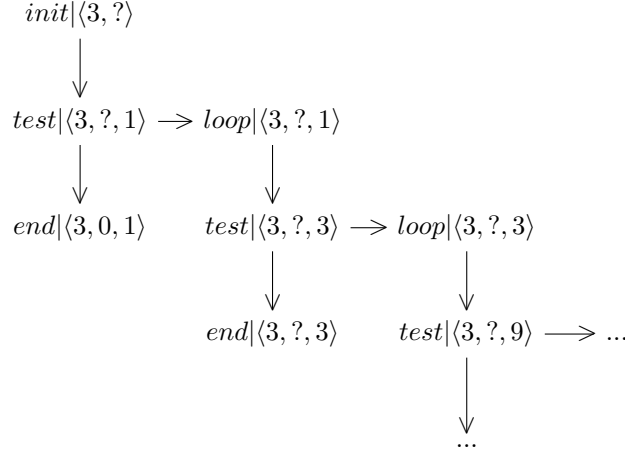 init|⟨3, ?⟩
test|⟨3, ?, 1⟩ loop|⟨3, ?, 1⟩
end|⟨3, 0, 1⟩ test|⟨3, ?, 3⟩ loop|⟨3, ?, 3⟩
end|⟨3, ?, 3⟩ test|⟨3, ?, 9⟩ ...
...